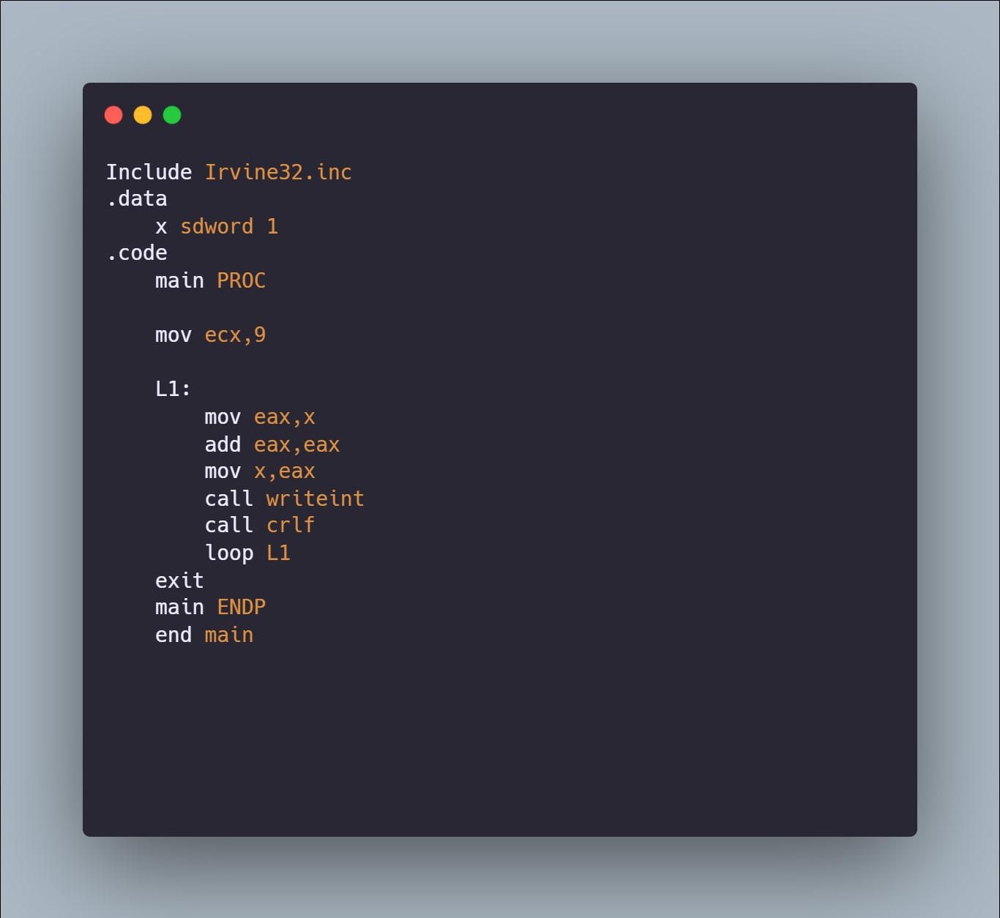 Include Irvine32.inc
.data
    x sdword 1
.code
    main PROC

    mov ecx,9

    L1:
        mov eax,x
        add eax,eax
        mov x,eax
        call writeint
        call crlf
        loop L1
    exit
    main ENDP
    end main